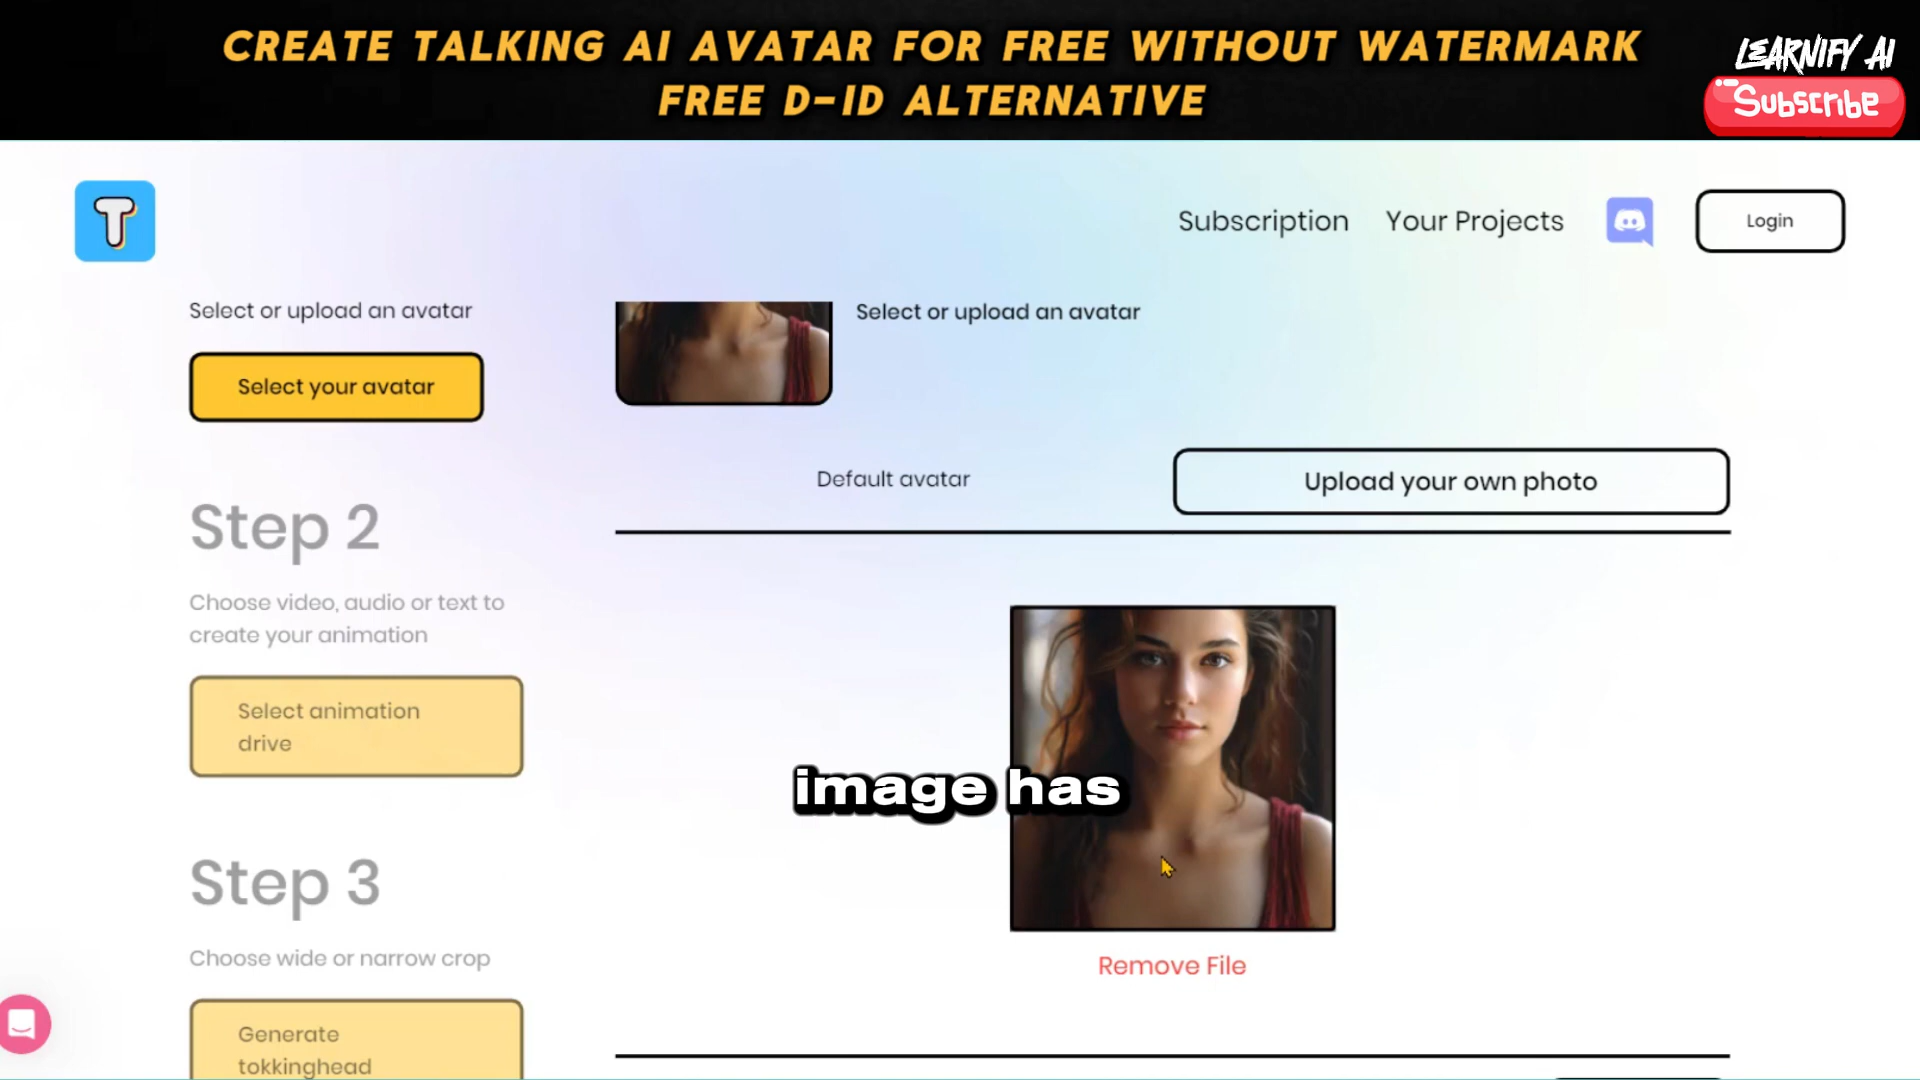 CREATE TALKING AI AVATAR FOR FREE WITHOUT WATERMARK
FREE D-ID ALTERNATIVE
LEARNIFY AI
Subscribe
T
Subscription
Your Projects
Login
Select or upload an avatar
Select your avatar
Select or upload an avatar
Default avatar
Upload your own photo
Step 2
Choose video, audio or text to
create your animation
Select animation
drive
image has
Remove File
Step 3
Choose wide or narrow crop
Generate
tokkinghead